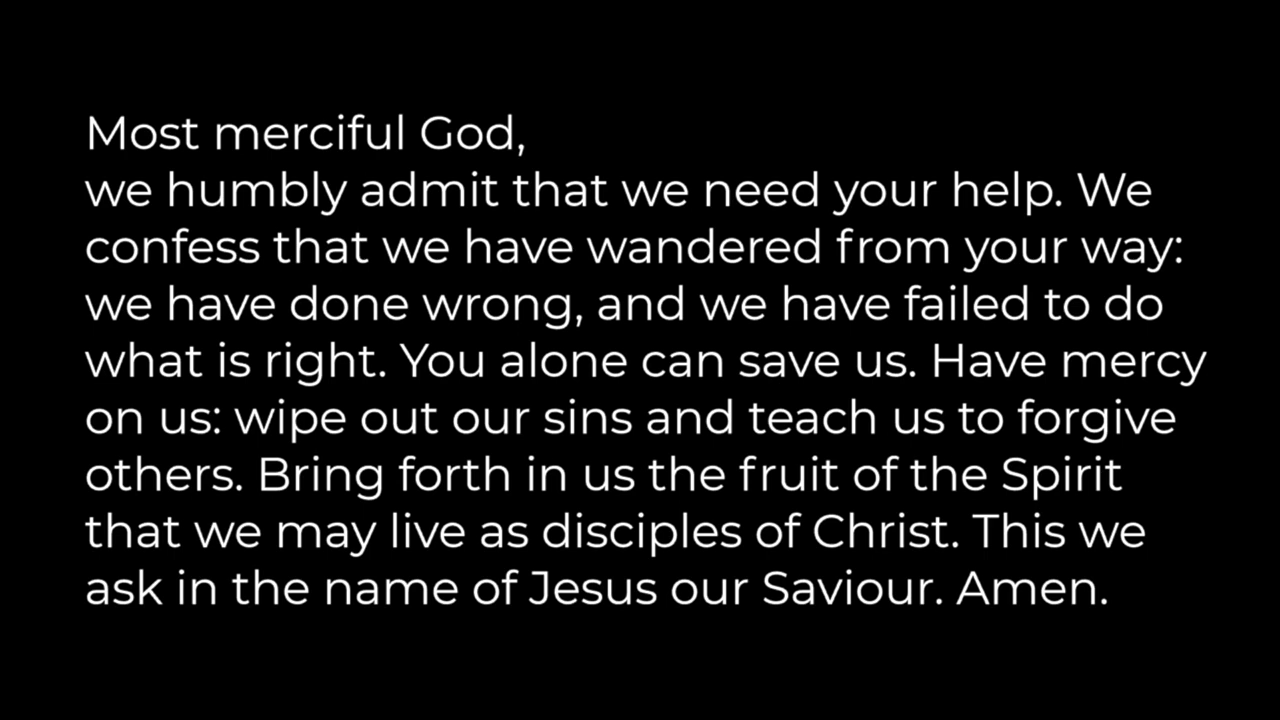 Most merciful God,
we humbly admit that we need your help. We
confess that we have wandered from your way:
we have done wrong, and we have failed to do
what is right. You alone can save us. Have mercy
on us: wipe out our sins and teach us to forgive
others. Bring forth in us the fruit of the Spirit
that we may live as disciples of Christ. This we
ask in the name of Jesus our Saviour. Amen.